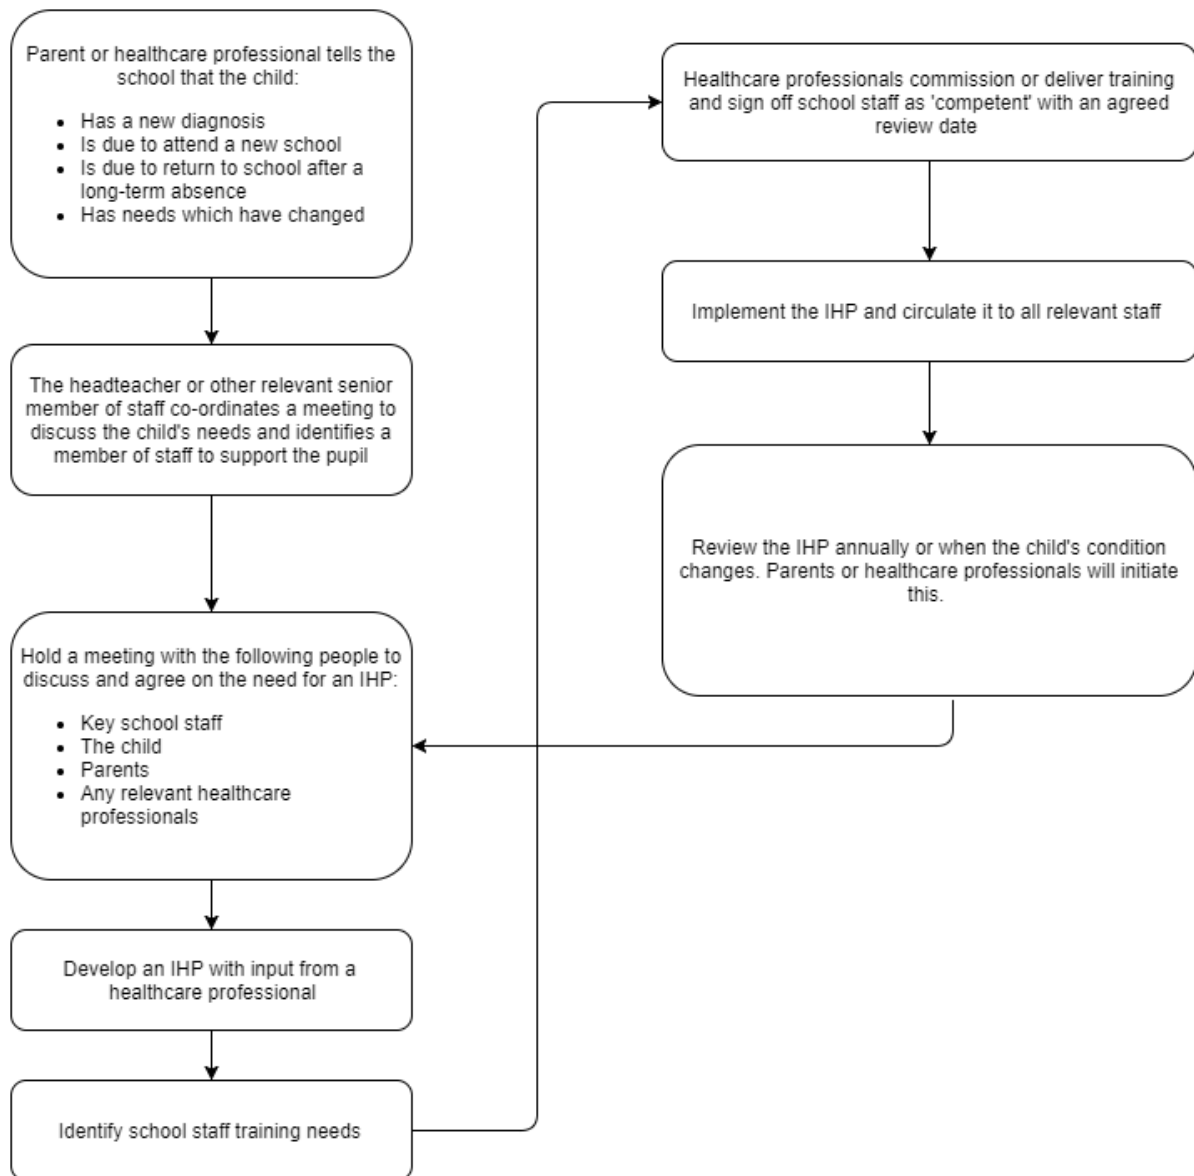 Parent or healthcare professional tells the
school that the child:
• Has a new diagnosis
• Is due to attend a new school
• Is due to return to school after a
long-term absence
• Has needs which have changed
The headteacher or other relevant senior
member of staff co-ordinates a meeting to
discuss the child's needs and identifies a
member of staff to support the pupil
Hold a meeting with the following people to
discuss and agree on the need for an IHP:
• Key school staff
• The child
• Parents
• Any relevant healthcare
professionals
Develop an IHP with input from a
healthcare professional
Identify school staff training needs
Healthcare professionals commission or deliver training
and sign off school staff as 'competent' with an agreed
review date
Implement the IHP and circulate it to all relevant staff
Review the IHP annually or when the child's condition
changes. Parents or healthcare professionals will initiate
this.